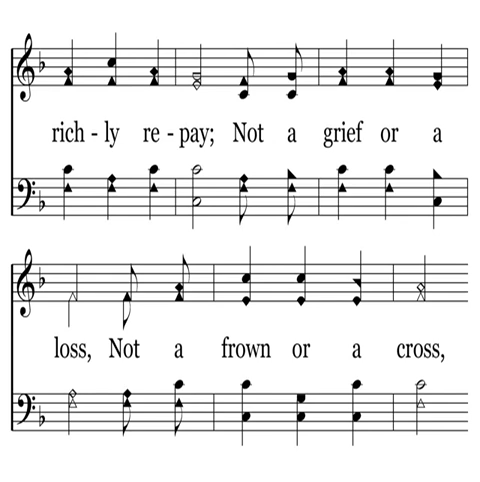 rich - ly re - pay; Not a grief or a
loss, Not a frown or a cross,